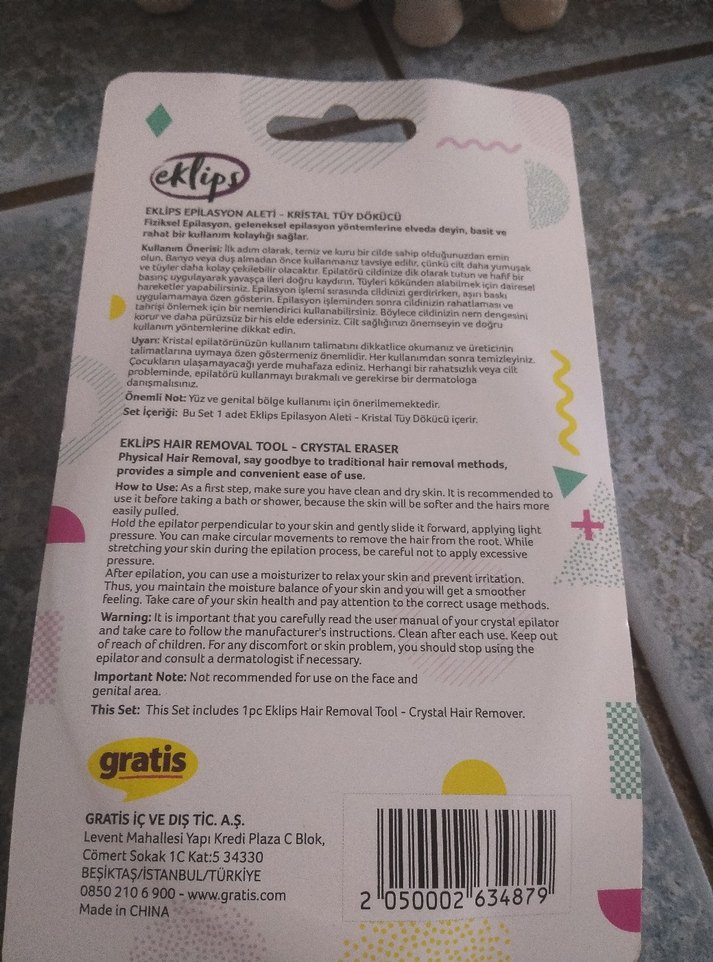 eklips
EKLİPS EPİLASYON ALETİ - KRİSTAL TÜY DÖKÜCÜ
Fiziksel Epilasyon, geleneksel epilasyon yöntemlerine elveda deyin, basit ve
rahat bir kullanım kolaylığı sağlar.
Kullanım Önerisi: İlk adım olarak, temiz ve kuru bir cilde sahip olduğunuzdan emin
olun. Banyo veya duş almadan önce kullanmanız tavsiye edilir, çünkü cilt daha yumuşak
ve tüyler daha kolay çekilebilir olacaktır. Epilatörü cildinize dik olarak tutun ve hafif bir
basınç uygulayarak yavaşça ileri doğru kaydırın. Tüyleri kökünden alabilmek için dairesel
hareketler yapabilirsiniz. Epilasyon işlemi sırasında cildinizi gerdirirken, aşırı baskı
uygulamamaya özen gösterin. Epilasyon işleminden sonra cildinizin rahatlaması ve
tahrişi önlemek için bir nemlendirici kullanabilirsiniz. Böylece cildinizin nem dengesini
korur ve daha pürüzsüz bir his elde edersiniz. Cilt sağlığınızı önemseyin ve doğru
kullanım yöntemlerine dikkat edin.
Uyarı: Kristal epilatörünüzün kullanım talimatını dikkatlice okumanız ve üreticinin
talimatlarına uymaya özen göstermeniz önemlidir. Her kullanımdan sonra temizleyiniz.
Çocukların ulaşamayacağı yerde muhafaza ediniz. Herhangi bir rahatsızlık veya cilt
probleminde, epilatörü kullanmayı bırakmalı ve gerekirse bir dermatologa
danışmalısınız.
Önemli Not: Yüz ve genital bölge kullanımı için önerilmemektedir.
Set İçeriği: Bu Set 1 adet Eklips Epilasyon Aleti - Kristal Tüy Dökücü içerir.
EKLİPS HAIR REMOVAL TOOL - CRYSTAL ERASER
Physical Hair Removal, say goodbye to traditional hair removal methods,
provides a simple and convenient ease of use.
How to Use: As a first step, make sure you have clean and dry skin. It is recommended to
use it before taking a bath or shower, because the skin will be softer and the hairs more
easily pulled.
Hold the epilator perpendicular to your skin and gently slide it forward, applying light
pressure. You can make circular movements to remove the hair from the root. While
stretching your skin during the epilation process, be careful not to apply excessive
pressure.
After epilation, you can use a moisturizer to relax your skin and prevent irritation.
Thus, you maintain the moisture balance of your skin and you will get a smoother
feeling. Take care of your skin health and pay attention to the correct usage methods.
Warning: It is important that you carefully read the user manual of your crystal epilator
and take care to follow the manufacturer's instructions. Clean after each use. Keep out
of reach of children. For any discomfort or skin problem, you should stop using the
epilator and consult a dermatologist if necessary.
Important Note: Not recommended for use on the face and
genital area.
This Set: This Set includes 1pc Eklips Hair Removal Tool - Crystal Hair Remover.
gratis
GRATİS İÇ VE DIŞ TİC. A.Ş.
Levent Mahallesi Yapı Kredi Plaza C Blok,
Cömert Sokak 1C Kat:5 34330
BEŞİKTAŞ/İSTANBUL/TÜRKİYE
0850 210 6 900 - www.gratis.com
Made in CHINA
2 050002 634879